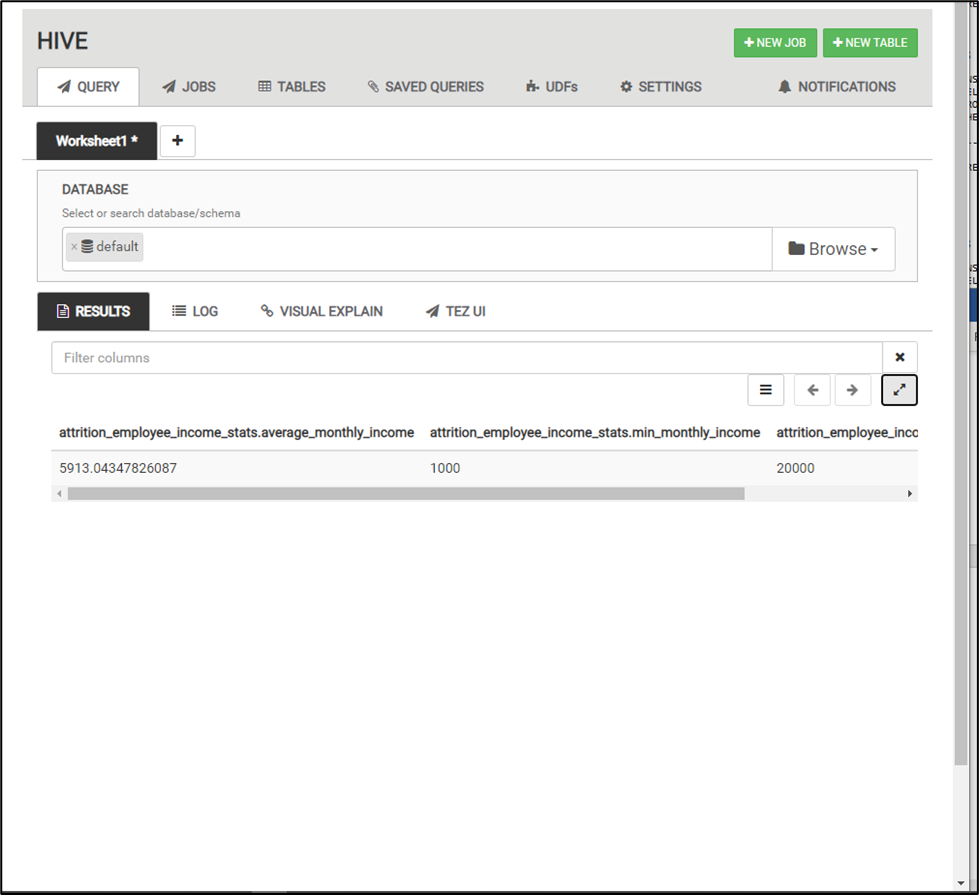 HIVE
NEW JOB NEW TABLE
QUERY JOBS TABLES SAVED QUERIES UDFs SETTINGS NOTIFICATIONS
Worksheet1 * +
DATABASE
Select or search database/schema
× default Browse
RESULTS LOG VISUAL EXPLAIN TEZ UI
Filter columns
attrition_employee_income_stats.average_monthly_income attrition_employee_income_stats.min_monthly_income attrition_employee_inco
5913.04347826087 1000 20000